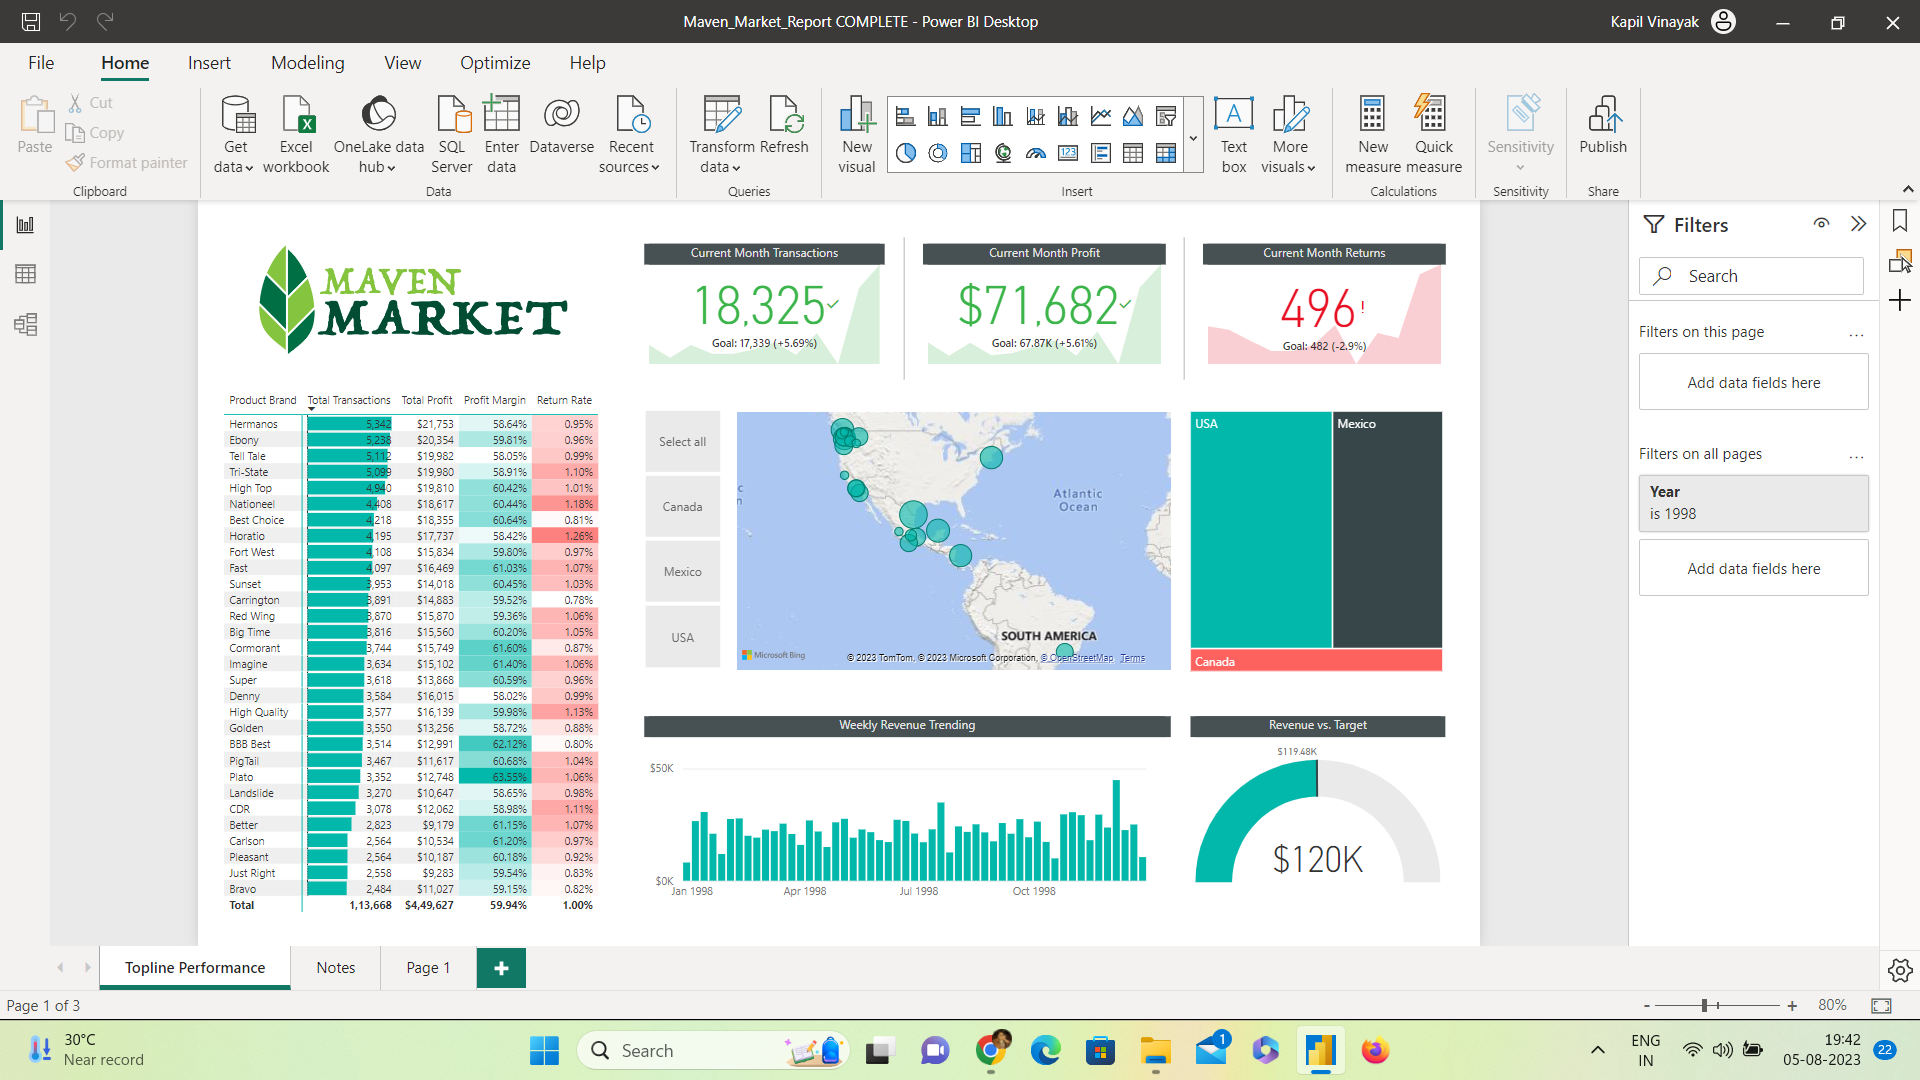 Maven_Market_Report COMPLETE - Power BI Desktop
Kapil Vinayak
File Home Insert Modeling View Optimize Help
Paste
Cut
Copy
Format painter
Clipboard
Get data
Excel workbook
OneLake data hub
SQL Server
Enter data
Dataverse
Recent sources
Data
Transform data
Refresh
Queries
New visual
123
A
Text box
More visuals
Insert
New measure
Quick measure
Calculations
Sensitivity
Sensitivity
Publish
Share
MAVEN
MARKET
Current Month Transactions
18,325
Goal: 17,339 (+5.69%)
Current Month Profit
$71,682
Goal: 67.87K (+5.61%)
Current Month Returns
496!
Goal: 482 (-2.9%)
Product Brand Total Transactions Total Profit Profit Margin Return Rate
Hermanos 5,342 $21,753 58.64% 0.95%
Ebony 5,238 $20,354 59.81% 0.96%
Tell Tale 5,112 $19,982 58.05% 0.99%
Tri-State 5,099 $19,980 58.91% 1.10%
High Top 4,940 $19,810 60.42% 1.01%
Nationeel 4,408 $18,617 60.44% 1.18%
Best Choice 4,218 $18,355 60.64% 0.81%
Horatio 4,195 $17,737 58.42% 1.26%
Fort West 4,108 $15,834 59.80% 0.97%
Fast 4,097 $16,469 61.03% 1.07%
Sunset 3,953 $14,018 60.45% 1.03%
Carrington 3,891 $14,883 59.52% 0.78%
Red Wing 3,870 $15,870 59.36% 1.06%
Big Time 3,816 $15,560 60.20% 1.05%
Cormorant 3,744 $15,749 61.60% 0.87%
Imagine 3,634 $15,102 61.40% 1.06%
Super 3,618 $13,868 60.59% 0.96%
Denny 3,584 $16,015 58.02% 0.99%
High Quality 3,577 $16,139 59.98% 1.13%
Golden 3,550 $13,256 58.72% 0.88%
BBB Best 3,514 $12,991 62.12% 0.80%
PigTail 3,467 $11,617 60.68% 1.04%
Plato 3,352 $12,748 63.55% 1.06%
Landslide 3,270 $10,647 58.65% 0.98%
CDR 3,078 $12,062 58.98% 1.11%
Better 2,823 $9,179 61.15% 1.07%
Carlson 2,564 $10,534 61.20% 0.97%
Pleasant 2,564 $10,187 60.18% 0.92%
Just Right 2,558 $9,283 59.54% 0.83%
Bravo 2,484 $11,027 59.15% 0.82%
Total 1,13,668 $4,49,627 59.94% 1.00%
Select all
Canada
Mexico
USA
Atlantic
Ocean
SOUTH AMERICA
Microsoft Bing
© 2023 TomTom, © 2023 Microsoft Corporation, © OpenStreetMap Terms
USA
Mexico
Canada
Weekly Revenue Trending
$50K
$0K
Jan 1998 Apr 1998 Jul 1998 Oct 1998
Revenue vs. Target
$119.48K
$120K
Filters
Search
Filters on this page ...
Add data fields here
Filters on all pages ...
Year
is 1998
Add data fields here
Topline Performance Notes Page 1 +
Page 1 of 3
- + 80%
30°C
Near record
Search
1
ENG
IN
19:42
05-08-2023
22